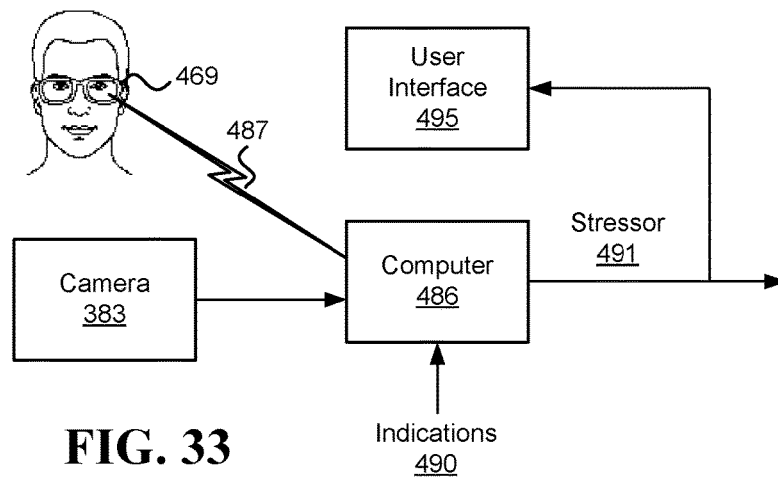 469
User
Interface
495
487
Stressor
491
Camera
383
Computer
486
Indications
490
FIG. 33